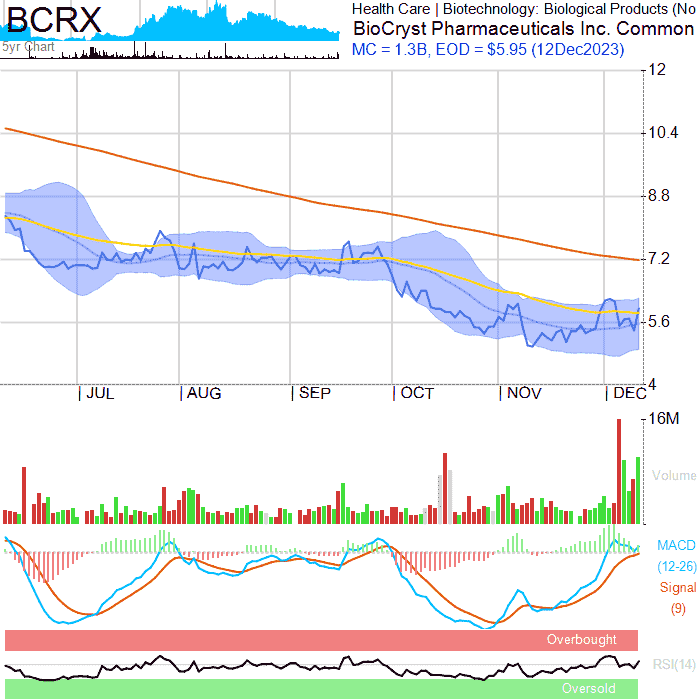 BCRX
5yr Chart
Health Care | Biotechnology: Biological Products (No
BioCryst Pharmaceuticals Inc. Common
MC = 1.3B, EOD = $5.95 (12Dec2023)
12
10.4
8.8
7.2
5.6
4
JUL AUG SEP OCT NOV DEC
16M
Volume
MACD
(12-26)
Signal
(9)
Overbought
RSI(14)
Oversold